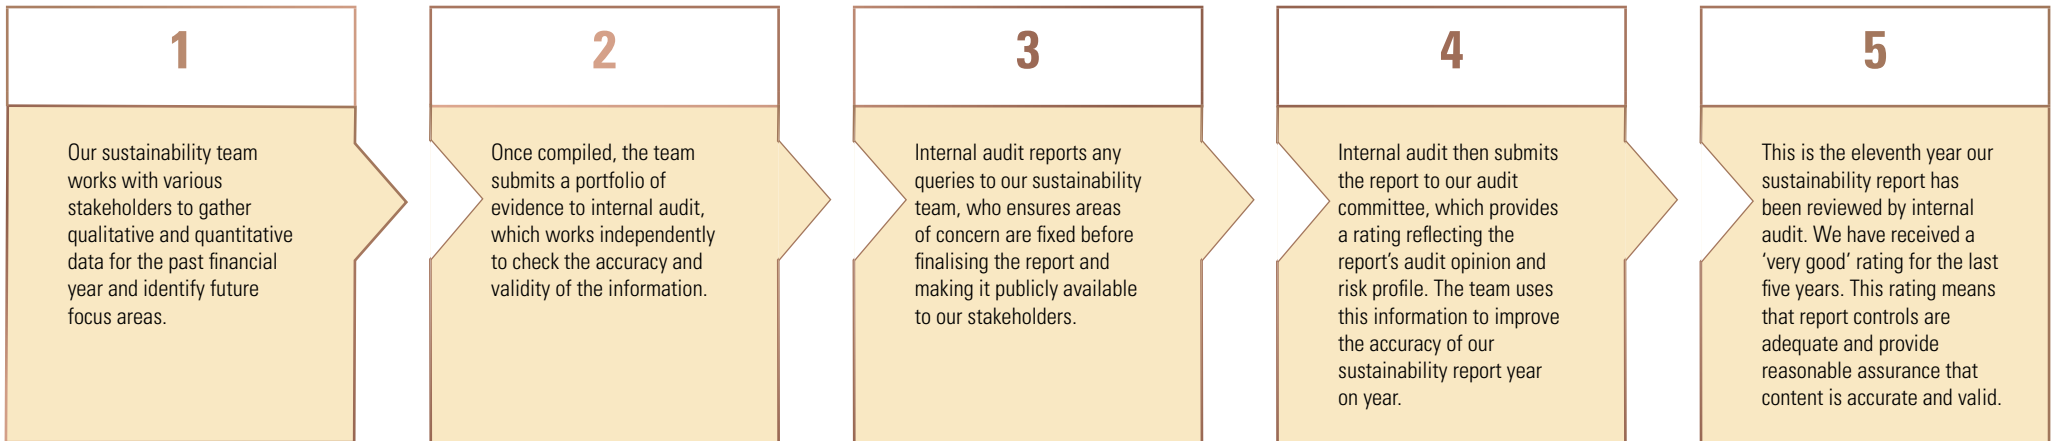 1
Our sustainability team
works with various
stakeholders to gather
qualitative and quantitative
data for the past financial
year and identify future
focus areas.
2
Once compiled, the team
submits a portfolio of
evidence to internal audit,
which works independently
to check the accuracy and
validity of the information.
3
Internal audit reports any
queries to our sustainability
team, who ensures areas
of concern are fixed before
finalising the report and
making it publicly available
to our stakeholders.
4
Internal audit then submits
the report to our audit
committee, which provides
a rating reflecting the
report’s audit opinion and
risk profile. The team uses
this information to improve
the accuracy of our
sustainability report year
on year.
5
This is the eleventh year our
sustainability report has
been reviewed by internal
audit. We have received a
‘very good’ rating for the last
five years. This rating means
that report controls are
adequate and provide
reasonable assurance that
content is accurate and valid.